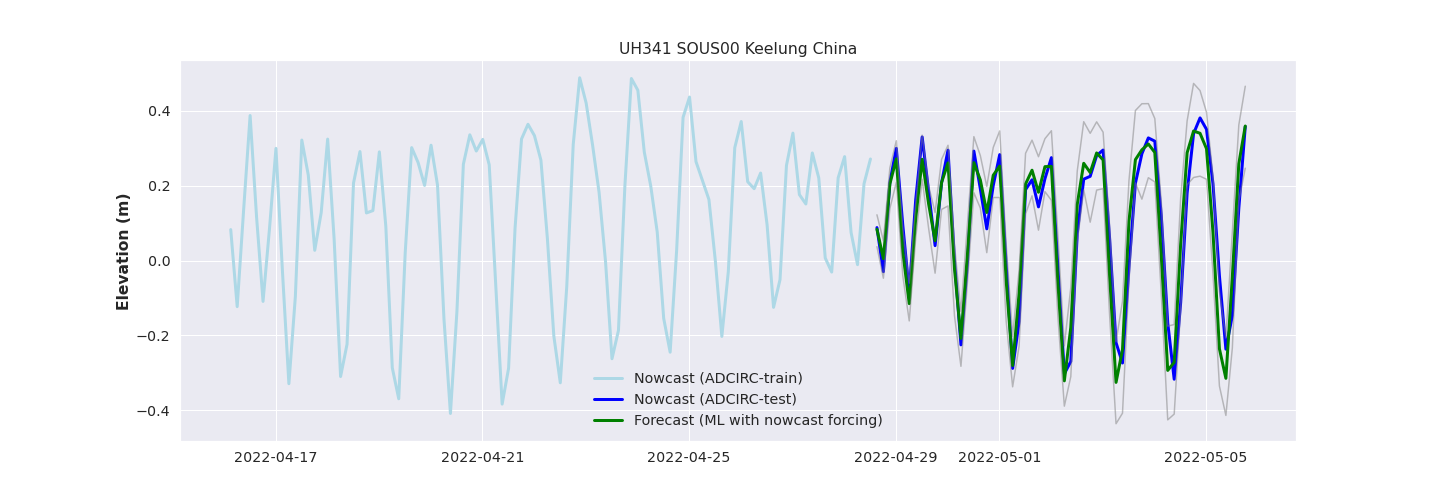 UH341 SOUS00 Keelung China
Elevation (m)
0.4
0.2
0.0
−0.2
−0.4
Nowcast (ADCIRC-train)
Nowcast (ADCIRC-test)
Forecast (ML with nowcast forcing)
2022-04-17 2022-04-21 2022-04-25 2022-04-29 2022-05-01 2022-05-05